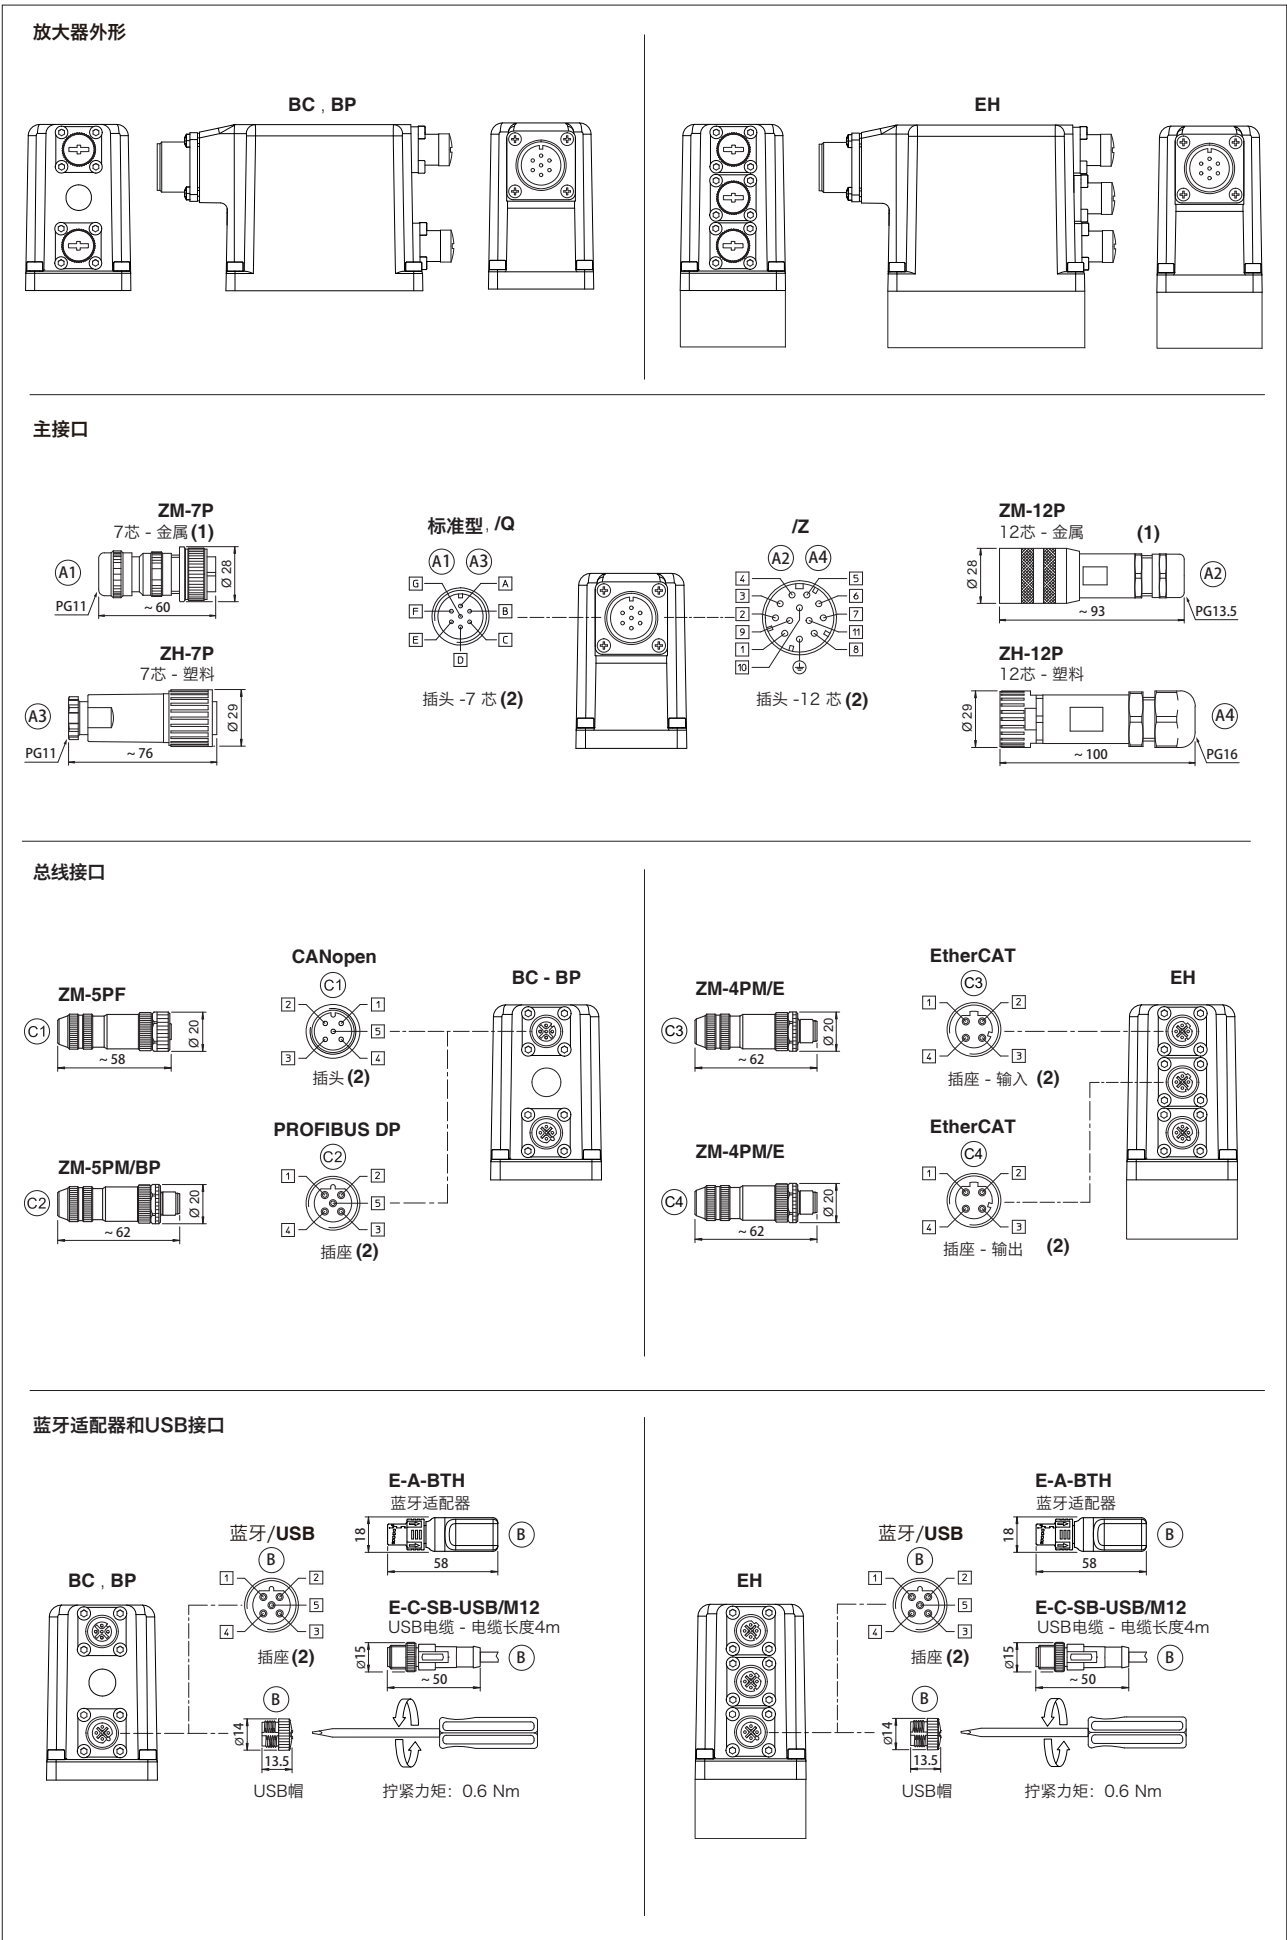 放大器外形
BC , BP
EH
主接口
ZM-7P
7芯 - 金属 (1)
A1
PG11
~ 60
Ø 28
ZH-7P
7芯 - 塑料
A3
PG11
~ 76
Ø 29
标准型, /Q
A1 A3
G A
F B
E C
D
插头 -7 芯 (2)
/Z
A2 A4
4 5
3 6
2 7
9 11
1 8
10
插头 -12 芯 (2)
ZM-12P
12芯 - 金属 (1)
Ø 28
A2
~ 93
PG13.5
ZH-12P
12芯 - 塑料
Ø 29
A4
~ 100
PG16
总线接口
ZM-5PF
C1
~ 58
Ø 20
CANopen
C1
2 1
5
3 4
插头 (2)
BC - BP
ZM-5PM/BP
C2
~ 62
Ø 20
PROFIBUS DP
C2
1 2
5
4 3
插座 (2)
ZM-4PM/E
C3
~ 62
Ø 20
EtherCAT
C3
1 2
4 3
插座 - 输入 (2)
EH
ZM-4PM/E
C4
~ 62
Ø 20
EtherCAT
C4
1 2
4 3
插座 - 输出 (2)
蓝牙适配器和USB接口
BC , BP
蓝牙/USB
B
1 2
5
4 3
插座 (2)
E-A-BTH
蓝牙适配器
18
58
B
E-C-SB-USB/M12
USB电缆 - 电缆长度4m
Ø15
~ 50
B
B
Ø14
13.5
USB帽
拧紧力矩: 0.6 Nm
EH
蓝牙/USB
B
1 2
5
4 3
插座 (2)
E-A-BTH
蓝牙适配器
18
58
B
E-C-SB-USB/M12
USB电缆 - 电缆长度4m
Ø15
~ 50
B
B
Ø14
13.5
USB帽
拧紧力矩: 0.6 Nm